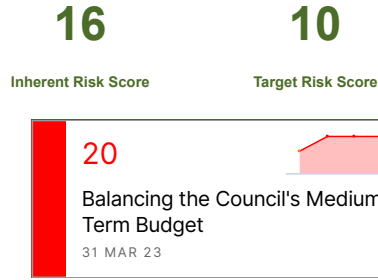 16 10
Inherent Risk Score Target Risk Score
20
Balancing the Council's Medium
Term Budget
31 MAR 23